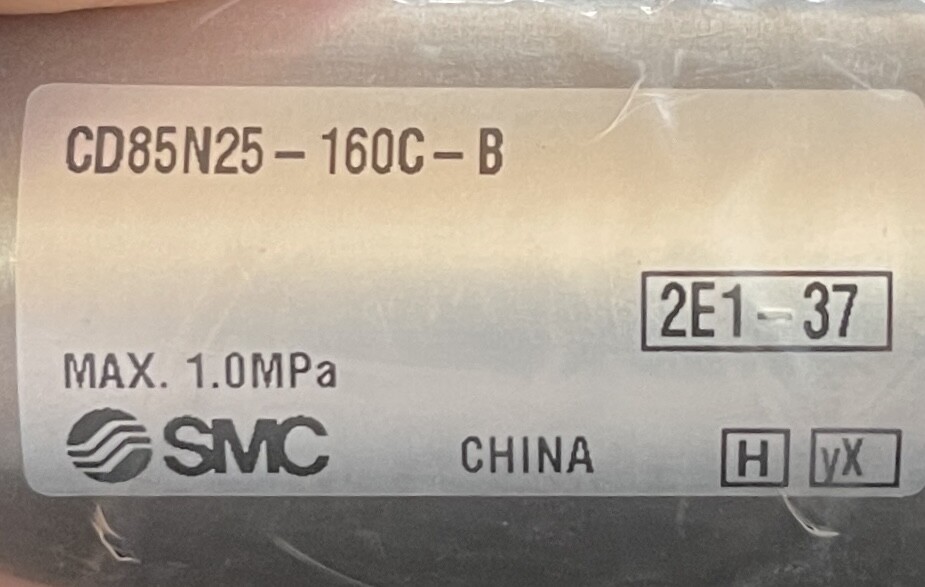 CD85N25-160C-B
2E1-37
MAX. 1.0MPa
SMC CHINA H yX